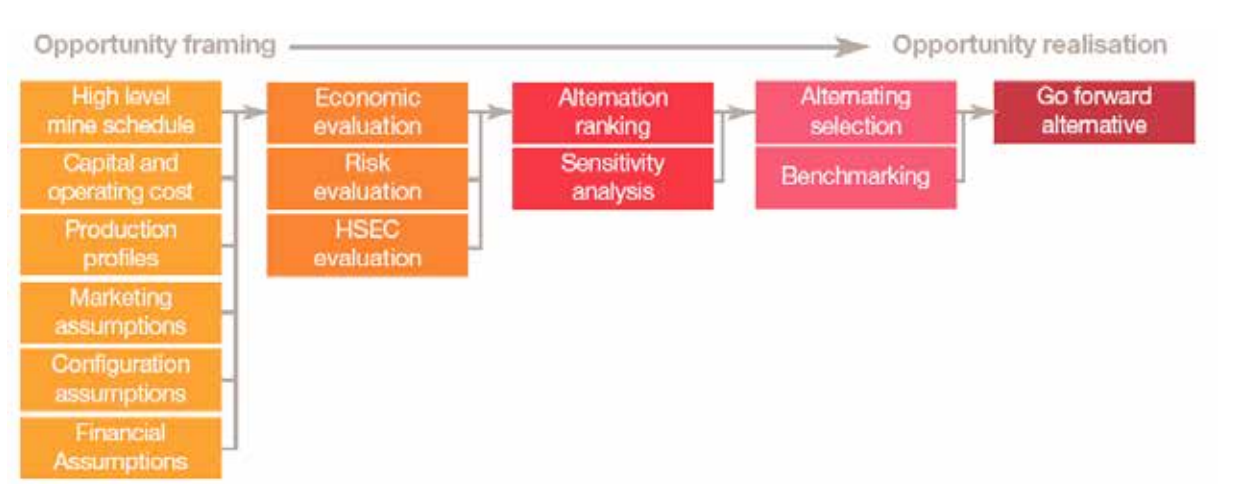 Opportunity framing
Opportunity realisation
High level
mine schedule
Capital and
operating cost
Production
profiles
Marketing
assumptions
Configuration
assumptions
Financial
Assumptions
Economic
evaluation
Risk
evaluation
HSEC
evaluation
Alternation
ranking
Sensitivity
analysis
Alternating
selection
Benchmarking
Go forward
alternative